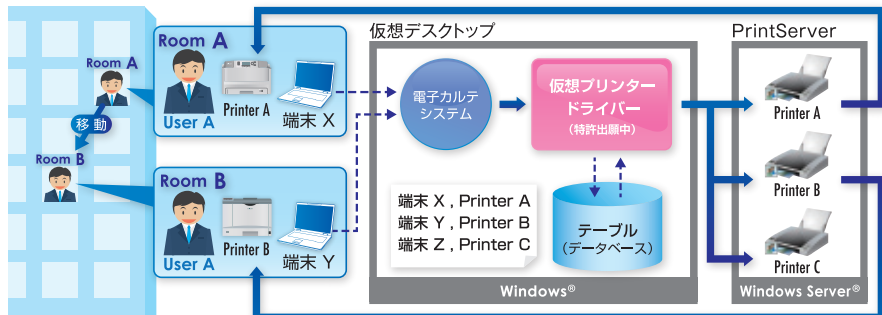 Room A
移動
Room B
Room A
User A
Printer A
端末 X
Room B
User A
Printer B
端末 Y
仮想デスクトップ
電子カルテ
システム
仮想プリンター
ドライバー
(特許出願中)
端末 X , Printer A
端末 Y , Printer B
端末 Z , Printer C
テーブル
(データベース)
Windows®
PrintServer
Printer A
Printer B
Printer C
Windows Server®